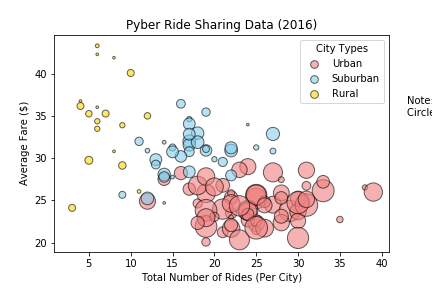 Pyber Ride Sharing Data (2016)
City Types
Urban
Suburban
Rural
Note:
Circle
Average Fare ($)
40
35
30
25
20
5 10 15 20 25 30 35 40
Total Number of Rides (Per City)